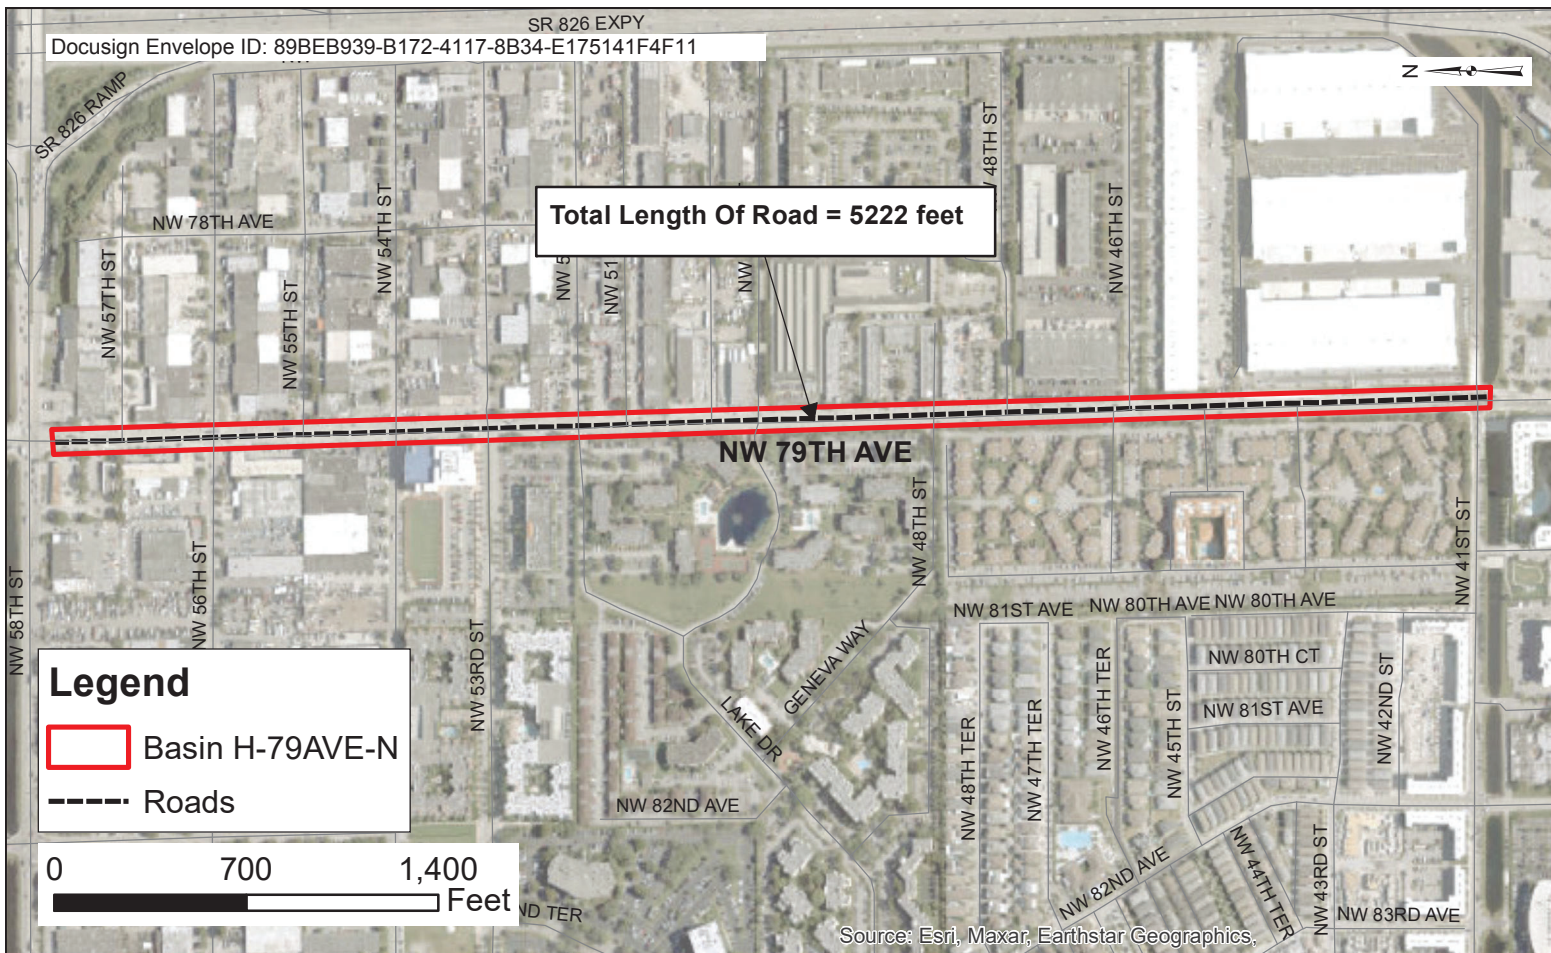 SR 826 EXPY
Docusign Envelope ID: 89BEB939-B172-4117-8B34-E175141F4F11
N
SR 826 RAMP
NW 48TH ST
NW 78TH AVE
NW 57TH ST
NW 55TH ST
NW 54TH ST
NW 51
NW
NW 46TH ST
Total Length Of Road = 5222 feet
NW 79TH AVE
NW 58TH ST
NW 56TH ST
NW 53RD ST
NW 48TH ST
NW 41ST ST
NW 81ST AVE
NW 80TH AVE
NW 80TH AVE
GENEVA WAY
LAKE DR
NW 82ND AVE
NW 48TH TER
NW 47TH TER
NW 46TH TER
NW 45TH ST
NW 80TH CT
NW 81ST AVE
NW 42ND ST
NW 82ND AVE
NW 44TH TER
NW 43RD ST
NW 83RD AVE
Legend
Basin H-79AVE-N
Roads
0 700 1,400
Feet
ND TER
Source: Esri, Maxar, Earthstar Geographics,